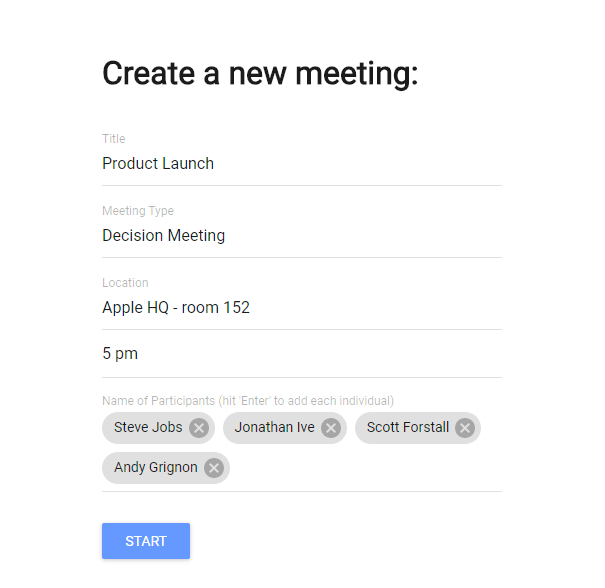 Create a new meeting:
Title
Product Launch
Meeting Type
Decision Meeting
Location
Apple HQ - room 152
5 pm
Name of Participants (hit 'Enter' to add each individual)
Steve Jobs Jonathan Ive Scott Forstall
Andy Grignon
START